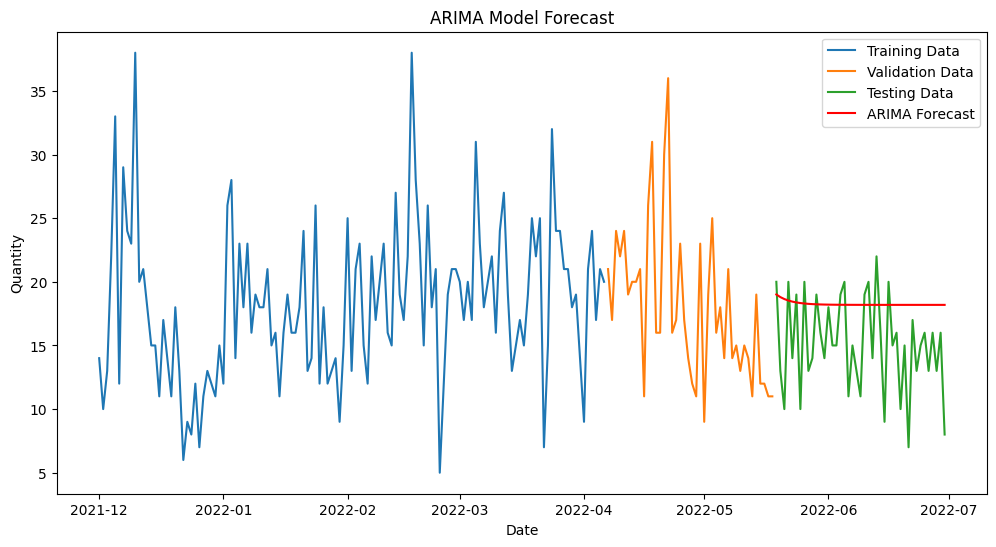 ARIMA Model Forecast
Training Data
Validation Data
Testing Data
ARIMA Forecast
Quantity
35
30
25
20
15
10
5
2021-12 2022-01 2022-02 2022-03 2022-04 2022-05 2022-06 2022-07
Date